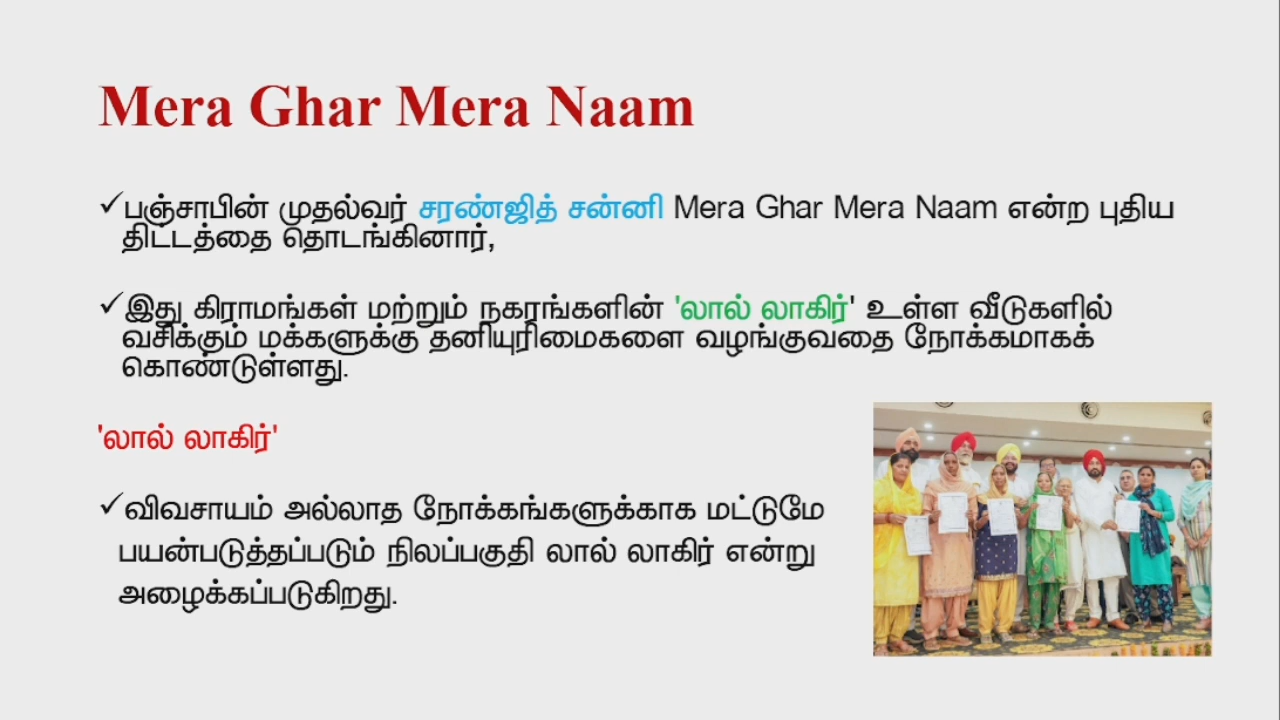 Mera Ghar Mera Naam
✓பஞ்சாபின் முதல்வர் சரண்ஜித் சன்னி Mera Ghar Mera Naam என்ற புதிய
திட்டத்தை தொடங்கினார்,
✓இது கிராமங்கள் மற்றும் நகரங்களின் 'லால் லாகிர்' உள்ள வீடுகளில்
வசிக்கும் மக்களுக்கு தனியுரிமைகளை வழங்குவதை நோக்கமாகக்
கொண்டுள்ளது.
'லால் லாகிர்'
✓விவசாயம் அல்லாத நோக்கங்களுக்காக மட்டுமே
பயன்படுத்தப்படும் நிலப்பகுதி லால் லாகிர் என்று
அழைக்கப்படுகிறது.